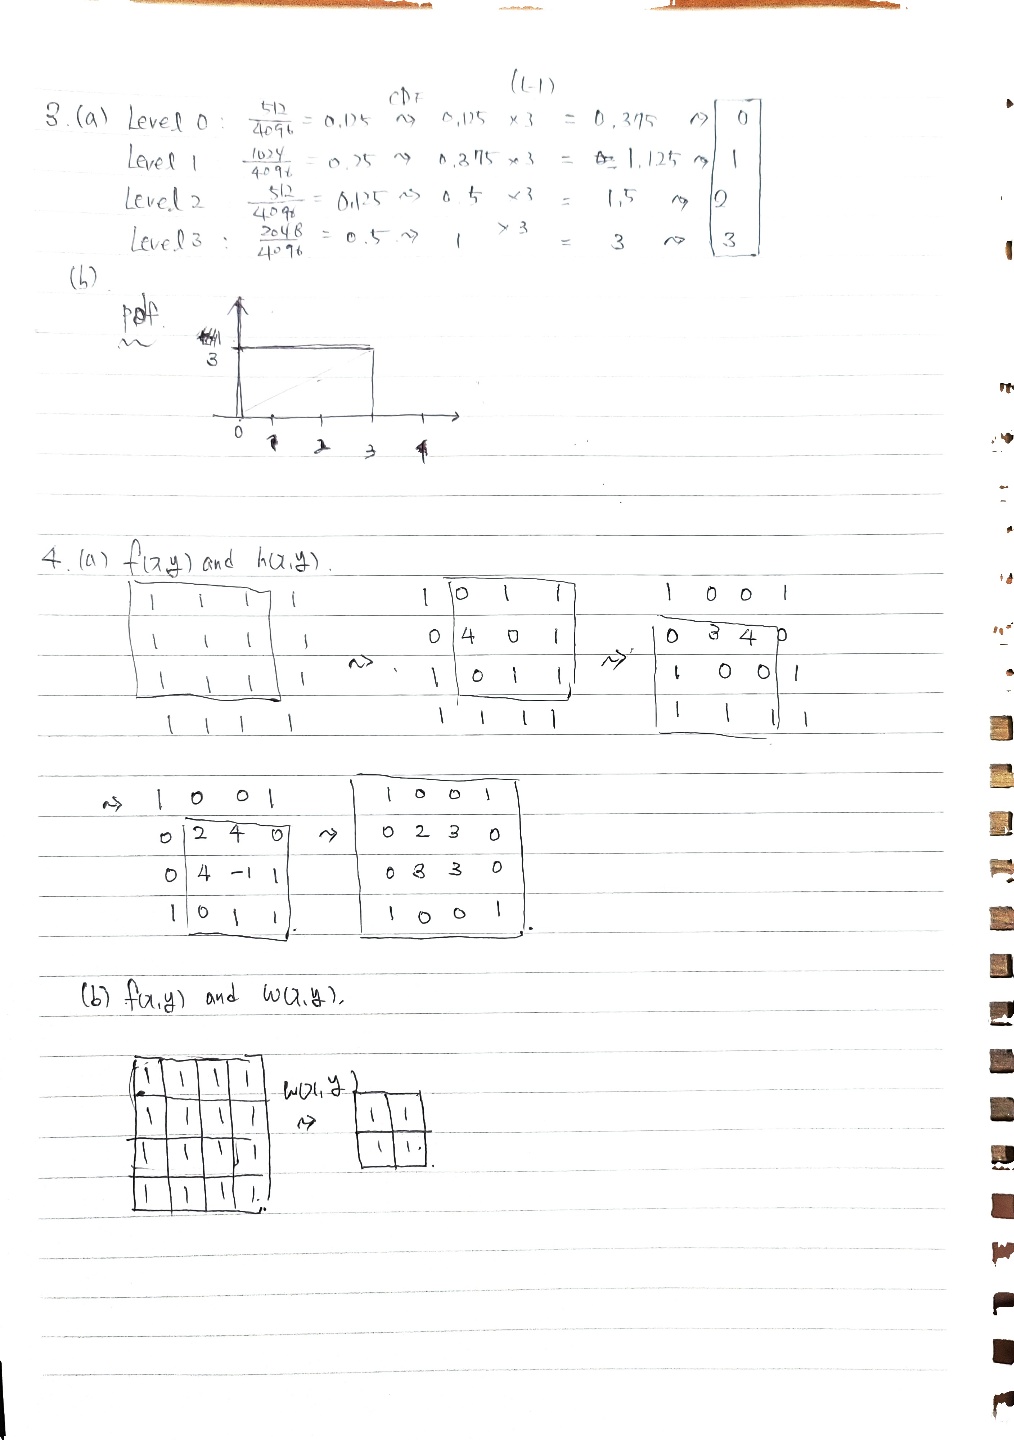 (L-1)
CDF
3. (a) Level 0: 512/4096 = 0.125 ⇝ 0.125 ×3 = 0.375 ⇝ 0
Level 1 1024/4096 = 0.25 ⇝ 0.375 ×3 = 1.125 ⇝ 1
Level 2 512/4096 = 0.125 ⇝ 0.5 ×3 = 1.5 ⇝
Level 3: 2048/4096 = 0.5 ⇝ 1 ×3 = 3 ⇝ 3
(b)
pdf
3
0 1 2 3 4
4. (a) f(x,y) and h(x,y).
1 1 1 1 1 0 1 1 1 0 0 1
1 1 1 1 ⇝ 0 4 0 1 ⇝ 0 3 4 0
1 1 1 1 1 0 1 1 1 0 0 1
1 1 1 1 1 1 1 1 1 1 1 1
⇝ 1 0 0 1 1 0 0 1
0 2 4 0 ⇝ 0 2 3 0
0 4 -1 1 0 3 3 0
1 0 1 1 1 0 0 1
(b) f(x,y) and w(x,y).
1 1 1 1 w(x,y)
1 1 1 1 ⇝ 1 1
1 1 1 1 1 1
1 1 1 1